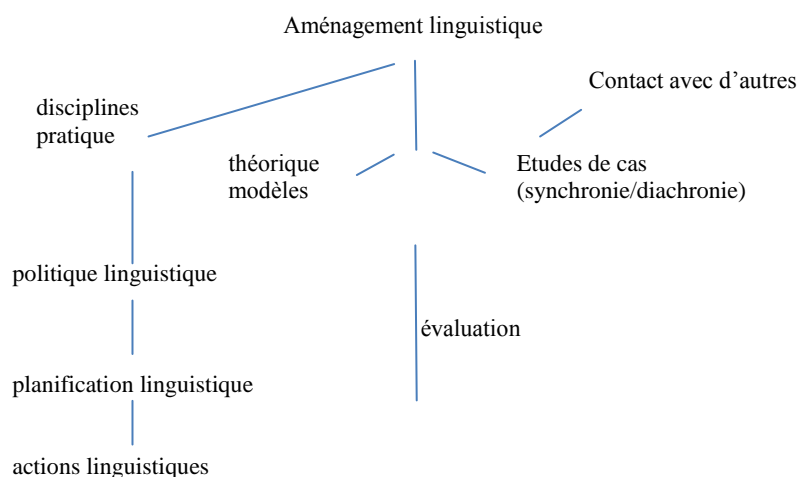 Aménagement linguistique
Contact avec d’autres
disciplines
pratique
théorique
modèles
Etudes de cas
(synchronie/diachronie)
politique linguistique
évaluation
planification linguistique
actions linguistiques